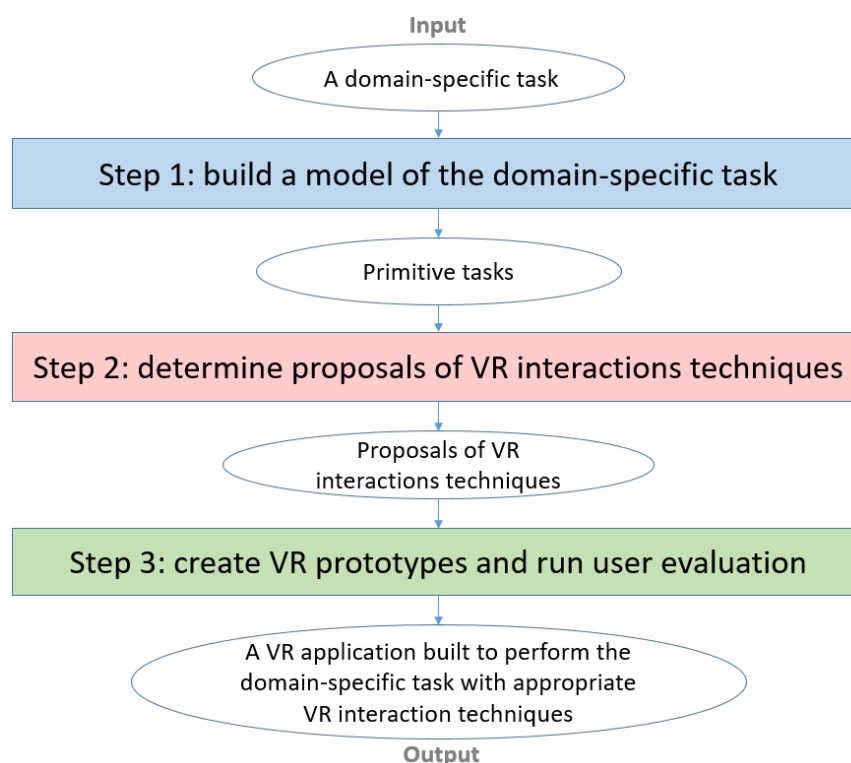 Input
A domain-specific task
Step 1: build a model of the domain-specific task
Primitive tasks
Step 2: determine proposals of VR interactions techniques
Proposals of VR
interactions techniques
Step 3: create VR prototypes and run user evaluation
A VR application built to perform the
domain-specific task with appropriate
VR interaction techniques
Output